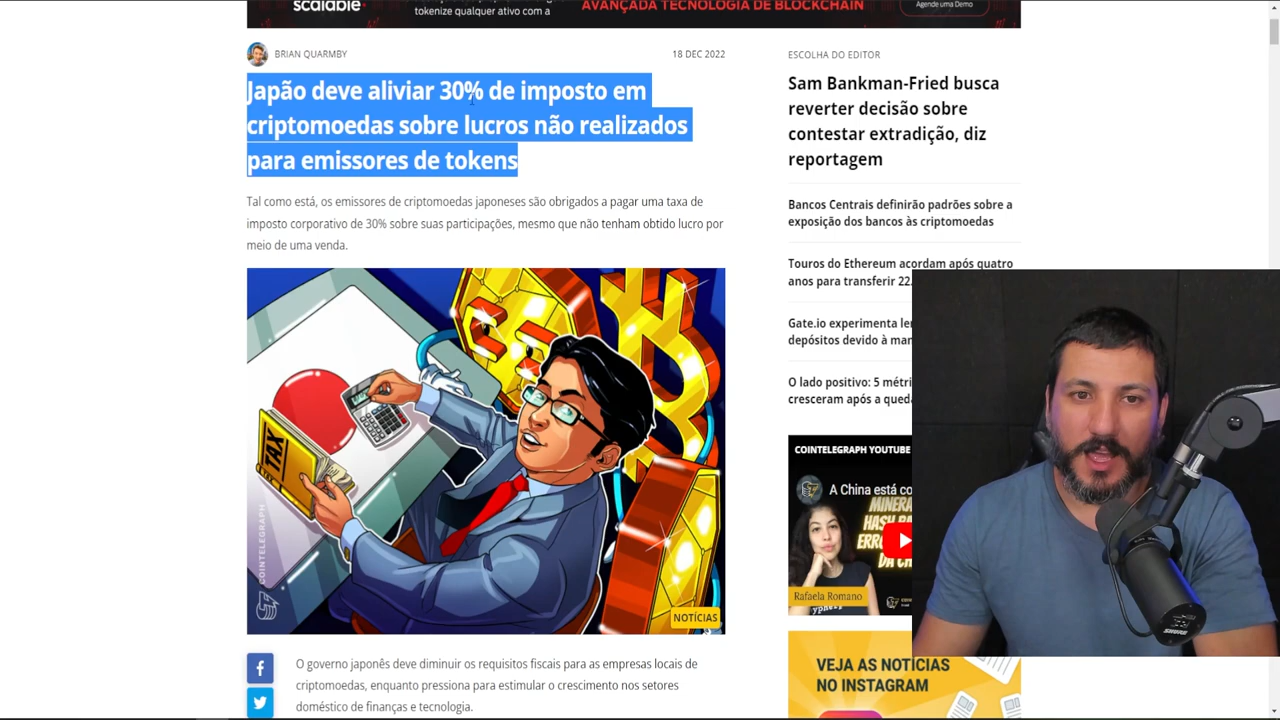 scalable
tokenize qualquer ativo com a
AVANÇADA TECNOLOGIA DE BLOCKCHAIN
Agende uma Demo
BRIAN QUARMBY
18 DEC 2022
Japão deve aliviar 30% de imposto em
criptomoedas sobre lucros não realizados
para emissores de tokens
Tal como está, os emissores de criptomoedas japoneses são obrigados a pagar uma taxa de
imposto corporativo de 30% sobre suas participações, mesmo que não tenham obtido lucro por
meio de uma venda.
TAX
COINTELEGRAPH
NOTÍCIAS
O governo japonês deve diminuir os requisitos fiscais para as empresas locais de
criptomoedas, enquanto pressiona para estimular o crescimento nos setores
doméstico de finanças e tecnologia.
ESCOLHA DO EDITOR
Sam Bankman-Fried busca
reverter decisão sobre
contestar extradição, diz
reportagem
Bancos Centrais definirão padrões sobre a
exposição dos bancos às criptomoedas
Touros do Ethereum acordam após quatro
anos para transferir 22.
Gate.io experimenta
depósitos devido à
O lado positivo: 5
cresceram após a
COINTELEGRAPH YOUTUBE
A China está
MINERA
HASH
ERRO
DA
Rafaela Romano
VEJA AS NOTÍCIAS
NO INSTAGRAM
SHURE